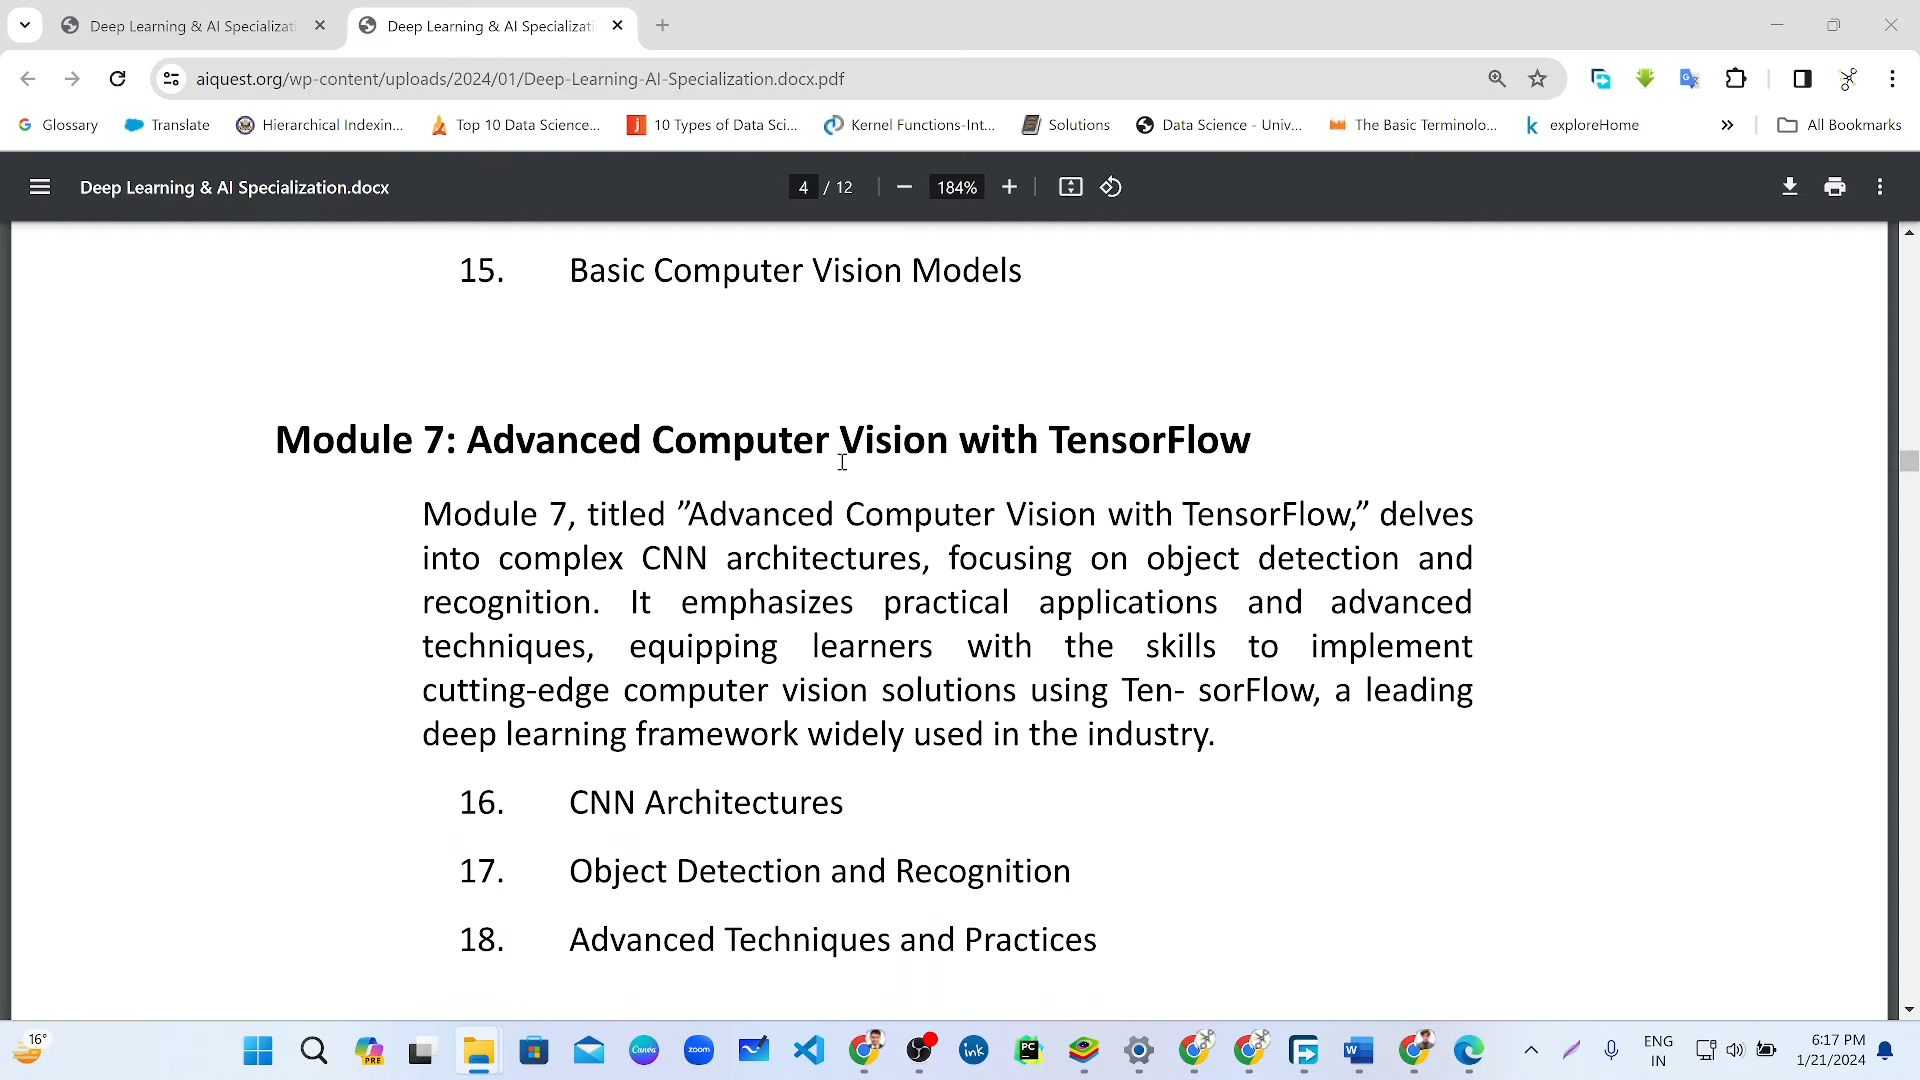 Deep Learning & AI Specializati
Deep Learning & AI Specializati
aiquest.org/wp-content/uploads/2024/01/Deep-Learning-AI-Specialization.docx.pdf
Glossary
Translate
Hierarchical Indexin...
Top 10 Data Science...
10 Types of Data Sci...
Kernel Functions-Int...
Solutions
Data Science - Univ...
The Basic Terminolo...
exploreHome
All Bookmarks
Deep Learning & AI Specialization.docx
4 / 12
184%
15. Basic Computer Vision Models
Module 7: Advanced Computer Vision with TensorFlow
Module 7, titled ”Advanced Computer Vision with TensorFlow,” delves
into complex CNN architectures, focusing on object detection and
recognition. It emphasizes practical applications and advanced
techniques, equipping learners with the skills to implement
cutting-edge computer vision solutions using Ten- sorFlow, a leading
deep learning framework widely used in the industry.
16. CNN Architectures
17. Object Detection and Recognition
18. Advanced Techniques and Practices
16°
PRE
Canva
zoom
ink
PC
ENG
IN
6:17 PM
1/21/2024